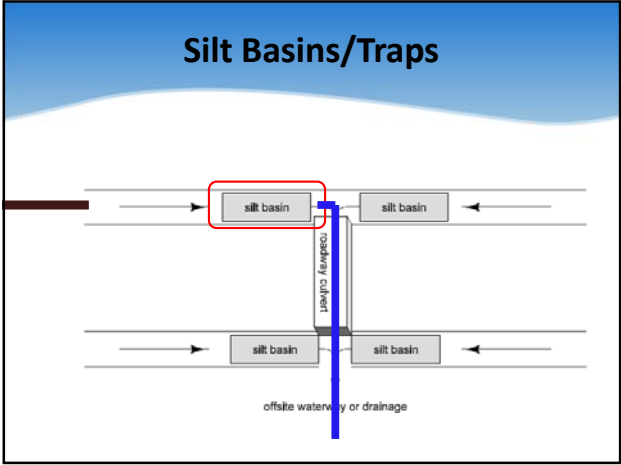 Silt Basins/Traps
silt basin
silt basin
roadway culvert
silt basin
silt basin
offsite waterway or drainage